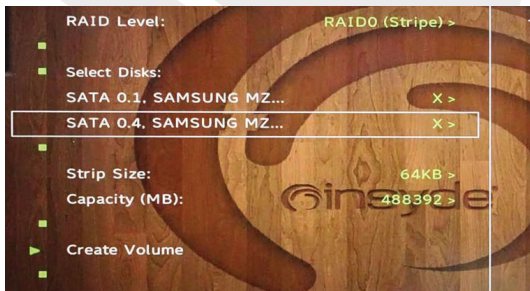 RAID Level: RAID0 (Stripe) >
Select Disks:
SATA 0.1, SAMSUNG MZ... X >
SATA 0.4, SAMSUNG MZ... X >
Strip Size: 64KB >
Capacity (MB): 488392 >
insyde
Create Volume